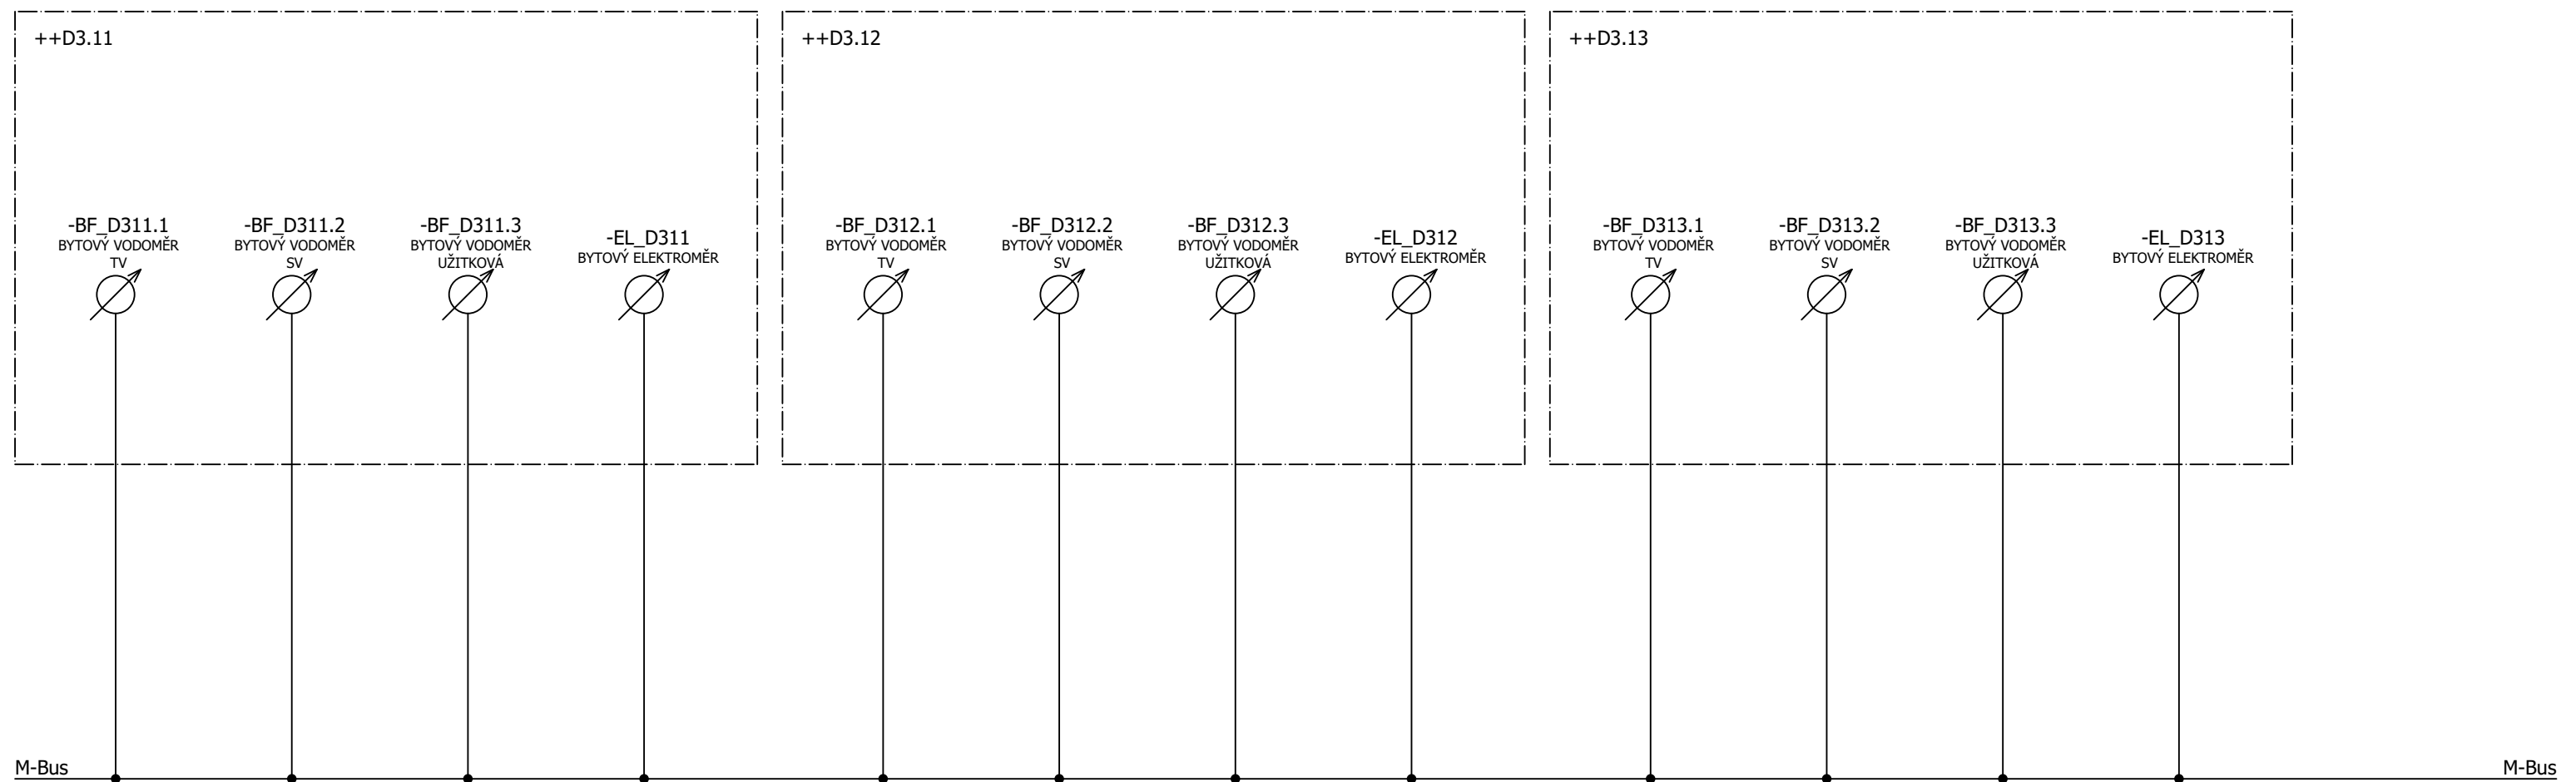 ++D3.11
-BF_D311.1
BYTOVÝ VODOMĚR
TV
-BF_D311.2
BYTOVÝ VODOMĚR
SV
-BF_D311.3
BYTOVÝ VODOMĚR
UŽITKOVÁ
-EL_D311
BYTOVÝ ELEKTROMĚR
++D3.12
-BF_D312.1
BYTOVÝ VODOMĚR
TV
-BF_D312.2
BYTOVÝ VODOMĚR
SV
-BF_D312.3
BYTOVÝ VODOMĚR
UŽITKOVÁ
-EL_D312
BYTOVÝ ELEKTROMĚR
++D3.13
-BF_D313.1
BYTOVÝ VODOMĚR
TV
-BF_D313.2
BYTOVÝ VODOMĚR
SV
-BF_D313.3
BYTOVÝ VODOMĚR
UŽITKOVÁ
-EL_D313
BYTOVÝ ELEKTROMĚR
M-Bus
M-Bus